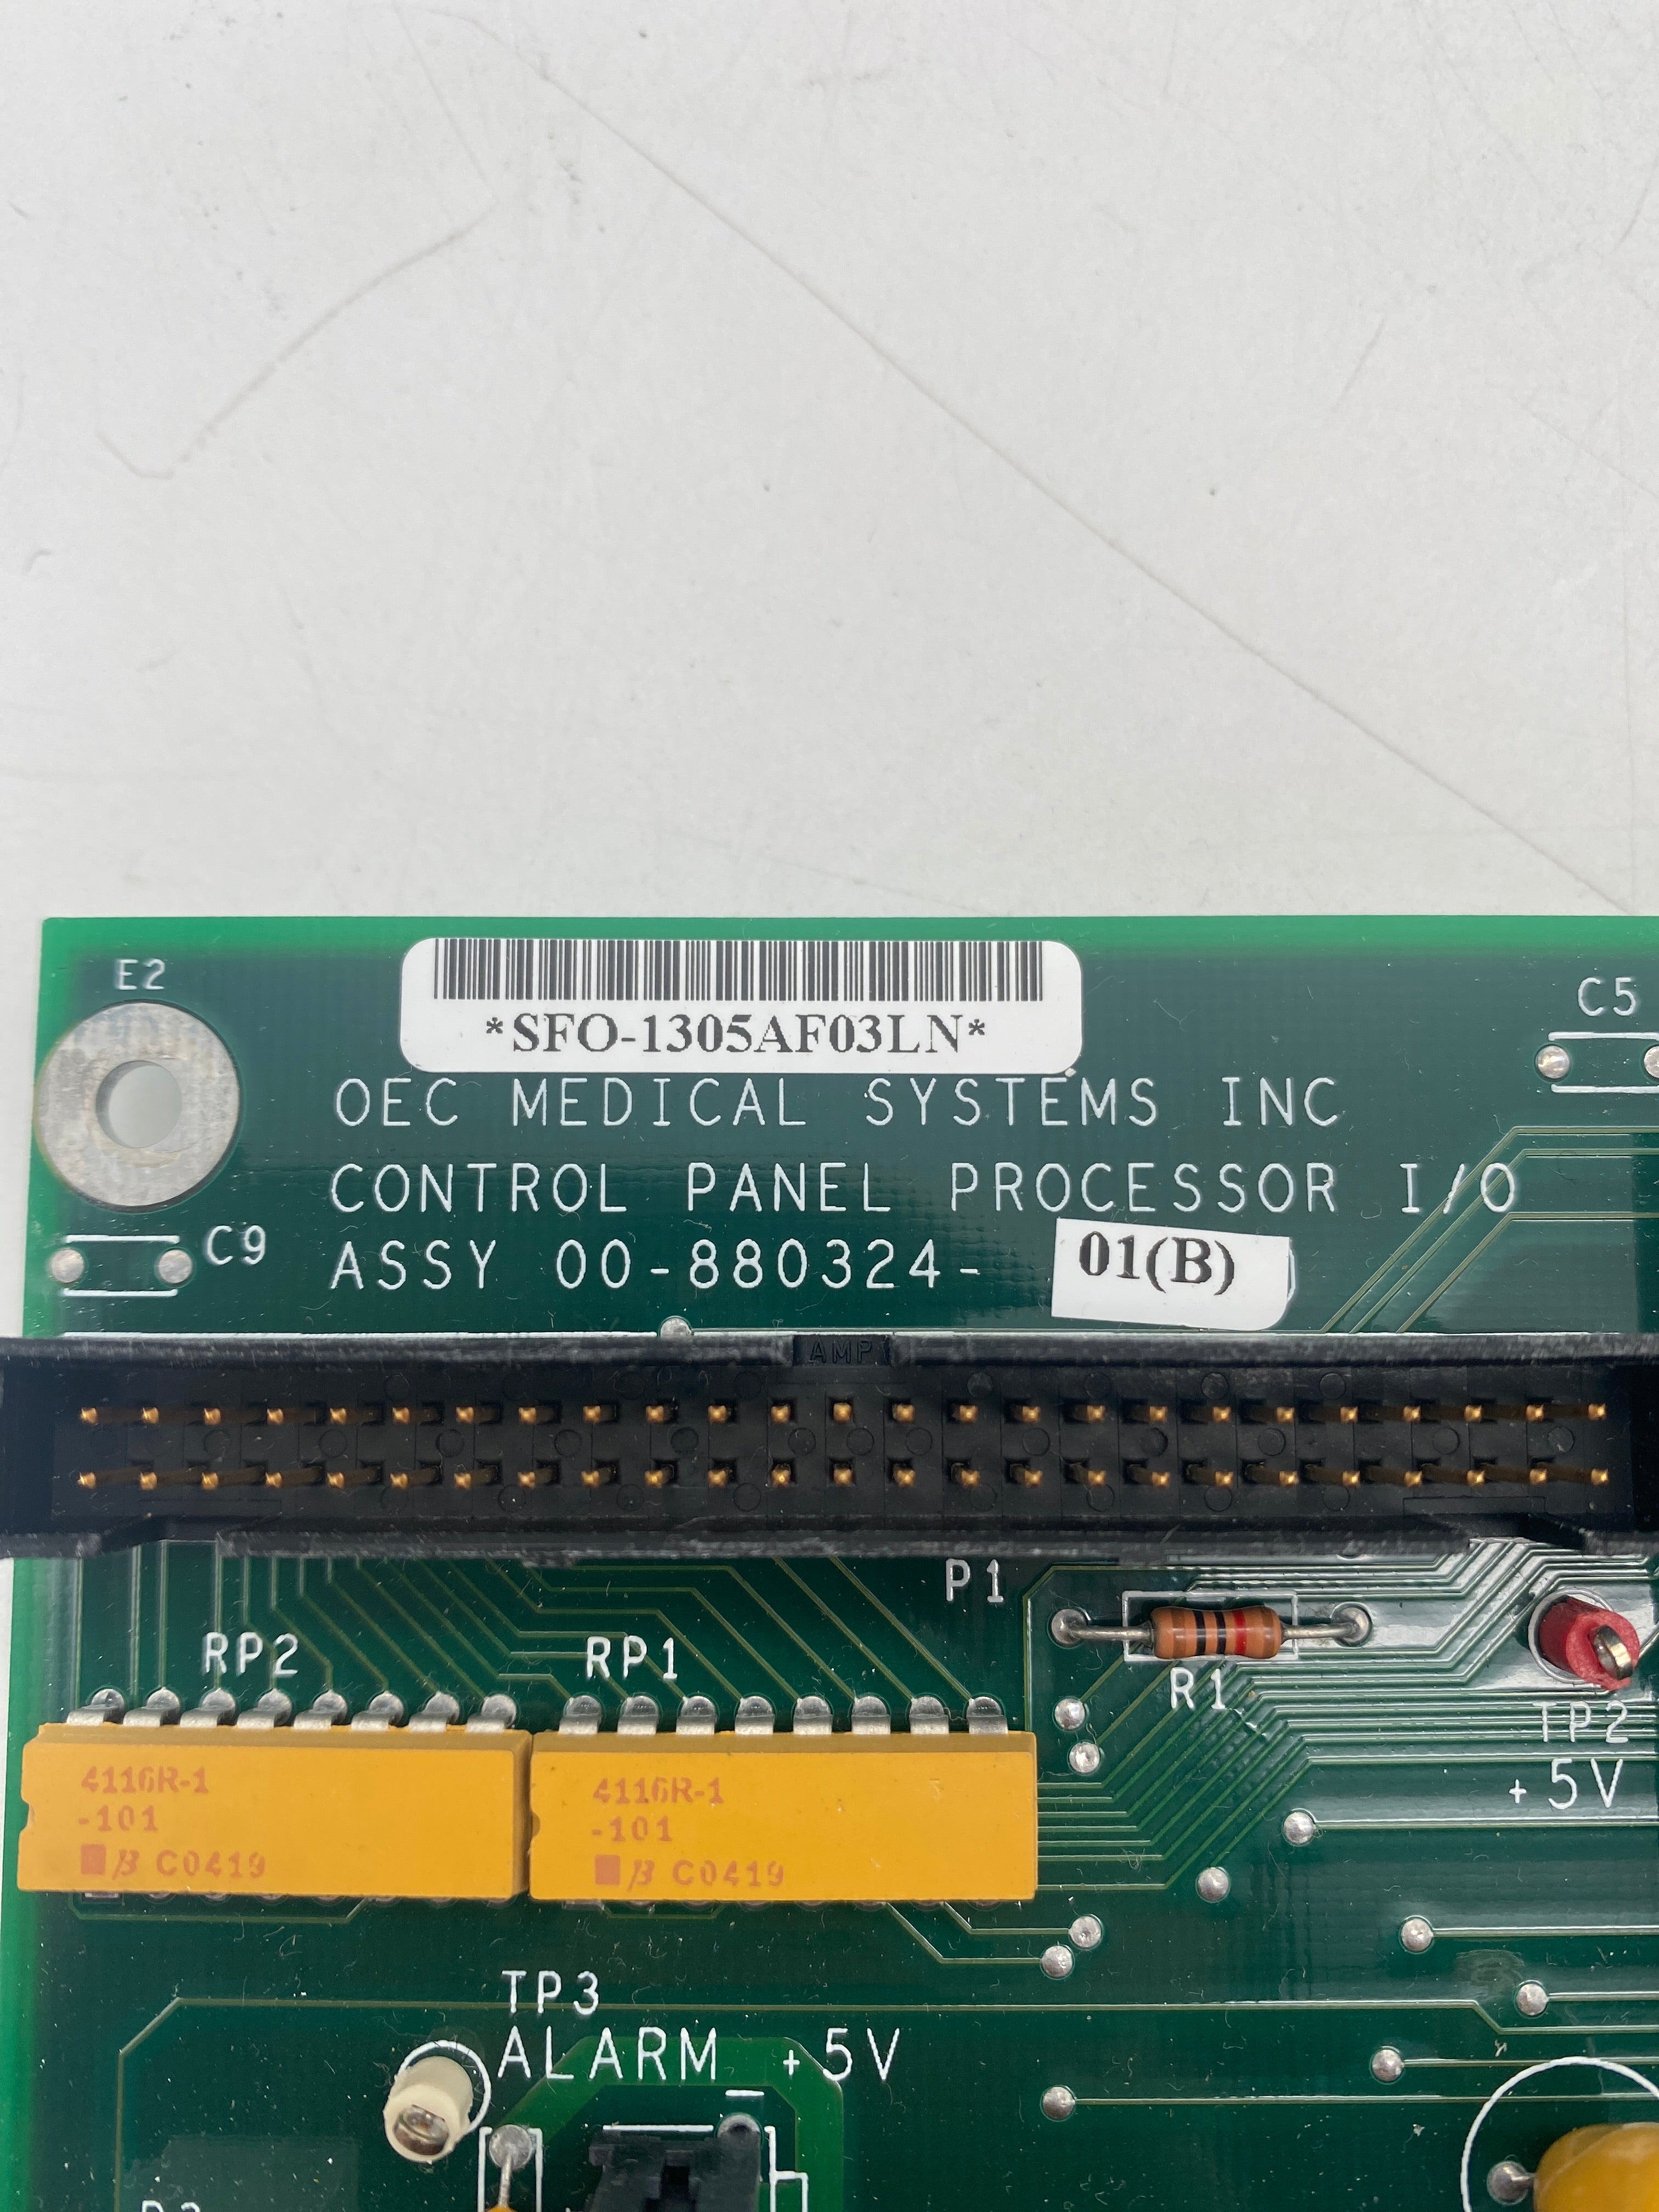 E2
*SFO-1305AF03LN*
C5
OEC MEDICAL SYSTEMS INC
CONTROL PANEL PROCESSOR I/O
C9
ASSY 00-880324- 01(B)
AMP
P1
RP2
RP1
R1
TP2
+5V
4116R-1
-101
β C0419
4116R-1
-101
β C0419
TP3
ALARM +5V